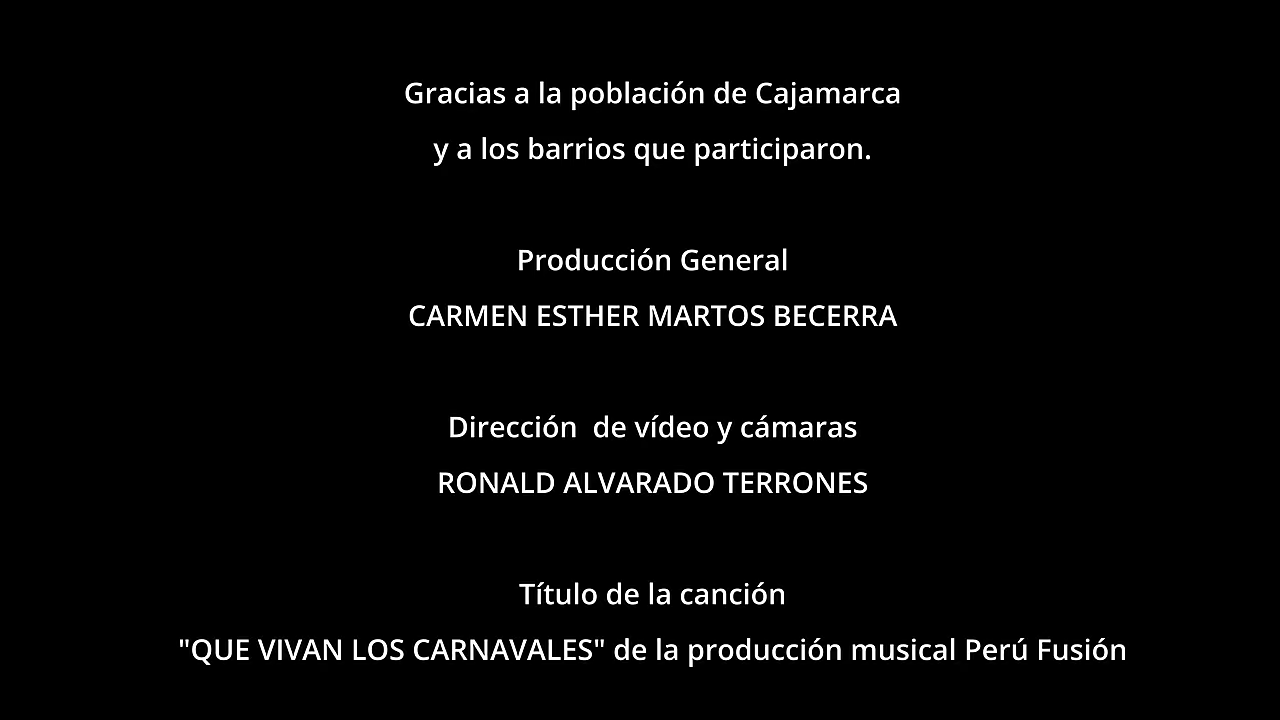 Gracias a la población de Cajamarca
y a los barrios que participaron.
Producción General
CARMEN ESTHER MARTOS BECERRA
Dirección  de vídeo y cámaras
RONALD ALVARADO TERRONES
Título de la canción
"QUE VIVAN LOS CARNAVALES" de la producción musical Perú Fusión